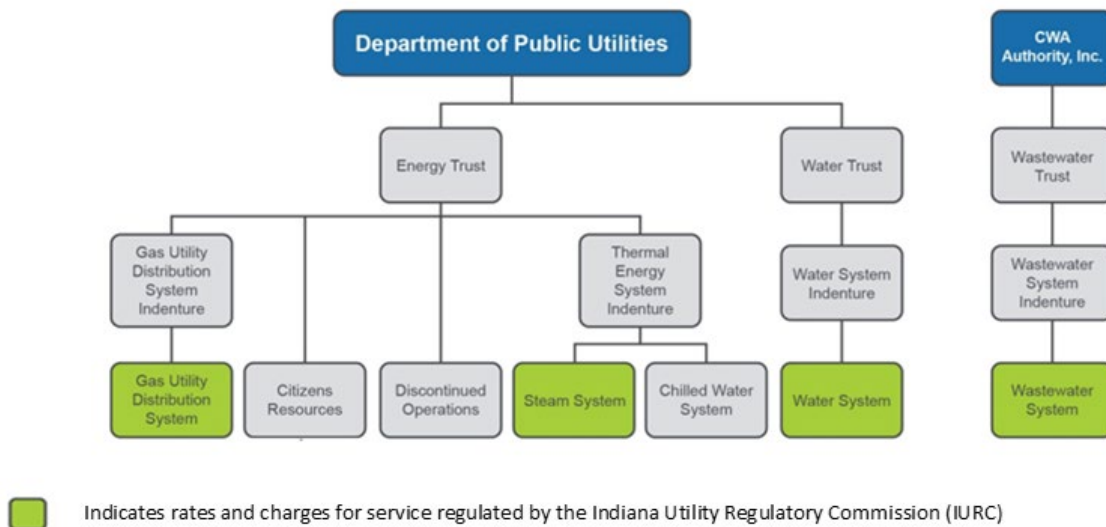 Department of Public Utilities
CWA
Authority, Inc.
Energy Trust
Water Trust
Wastewater
Trust
Gas Utility
Distribution
System
Indenture
Thermal
Energy
System
Indenture
Water System
Indenture
Wastewater
System
Indenture
Gas Utility
Distribution
System
Citizens
Resources
Discontinued
Operations
Steam System
Chilled Water
System
Water System
Wastewater
System
Indicates rates and charges for service regulated by the Indiana Utility Regulatory Commission (IURC)